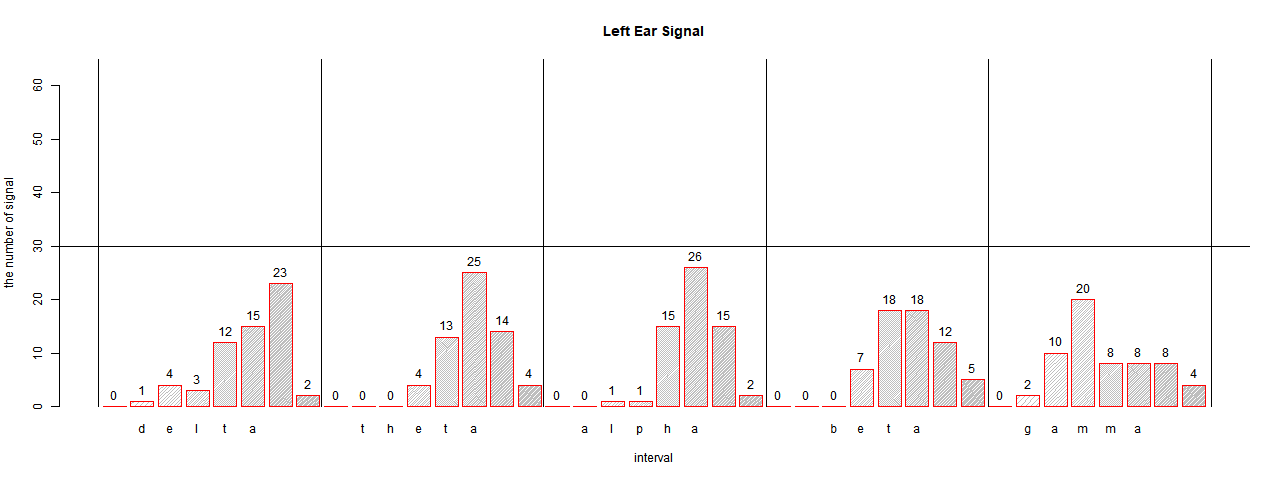 Left Ear Signal
the number of signal
60
50
40
30
20
10
0
0 1 4 3 12 15 23 2 0 0 0 4 13 25 14 4 0 0 1 1 15 26 15 2 0 0 0 7 18 18 12 5 0 2 10 20 8 8 8 4
d e l t a t h e t a a l p h a b e t a g a m m a
interval